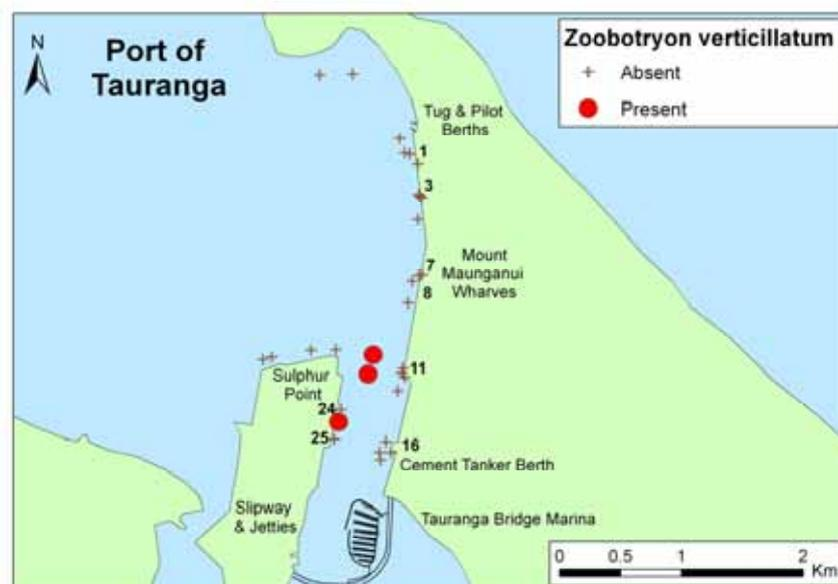 N
Port of
Tauranga
Zoobotryon verticillatum
Absent
Present
Tug & Pilot
Berths
1
3
7
Mount
Maunganui
Wharves
8
11
Sulphur
Point
24
25
16
Cement Tanker Berth
Slipway
& Jetties
Tauranga Bridge Marina
0 0.5 1 2
Km